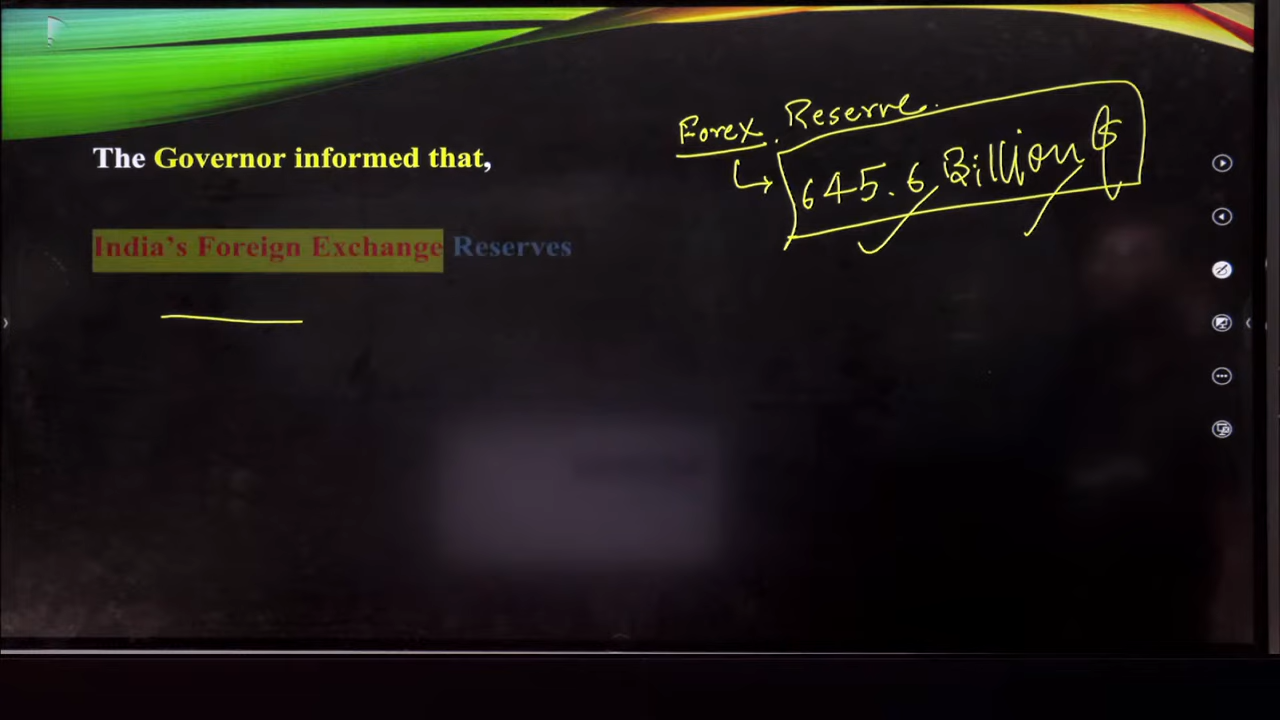 The Governor informed that,
India's Foreign Exchange Reserves
Forex Reserve.
645.6 Billion $